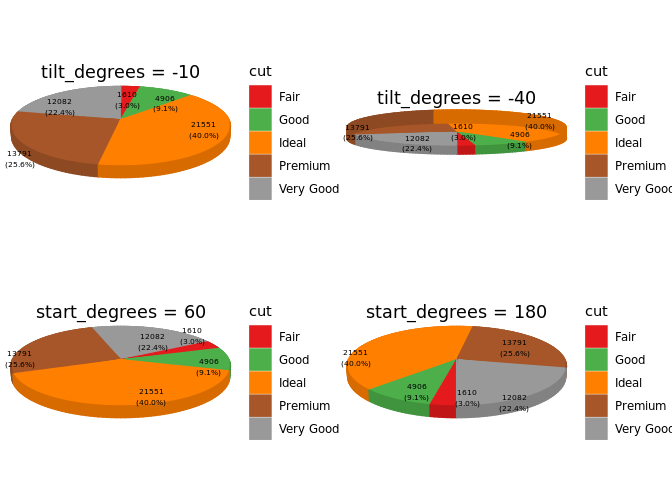 tilt_degrees = -10
1610
(3.0%)
4906
(9.1%)
12082
(22.4%)
21551
(40.0%)
13791
(25.6%)
cut
Fair
Good
Ideal
Premium
Very Good
tilt_degrees = -40
21551
(40.0%)
13791
(25.6%)
1610
(3.0%)
4906
(9.1%)
12082
(22.4%)
cut
Fair
Good
Ideal
Premium
Very Good
start_degrees = 60
1610
(3.0%)
12082
(22.4%)
13791
(25.6%)
4906
(9.1%)
21551
(40.0%)
cut
Fair
Good
Ideal
Premium
Very Good
start_degrees = 180
13791
(25.6%)
21551
(40.0%)
4906
(9.1%)
1610
(3.0%)
12082
(22.4%)
cut
Fair
Good
Ideal
Premium
Very Good